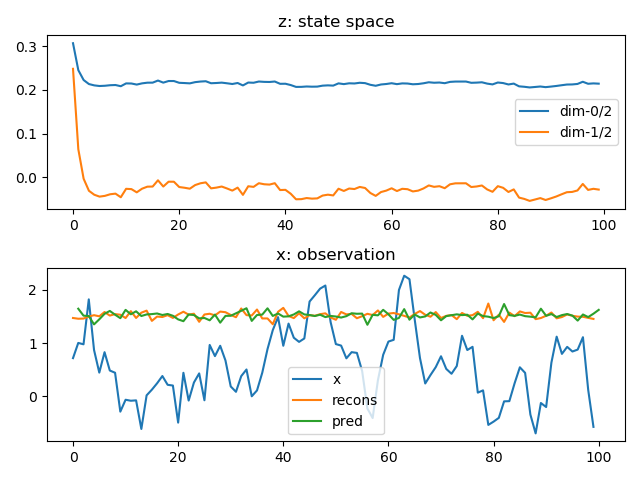 z: state space
0.3
0.2
0.1
0.0
dim-0/2
dim-1/2
0 20 40 60 80 100
x: observation
2
1
0
x
recons
pred
0 20 40 60 80 100